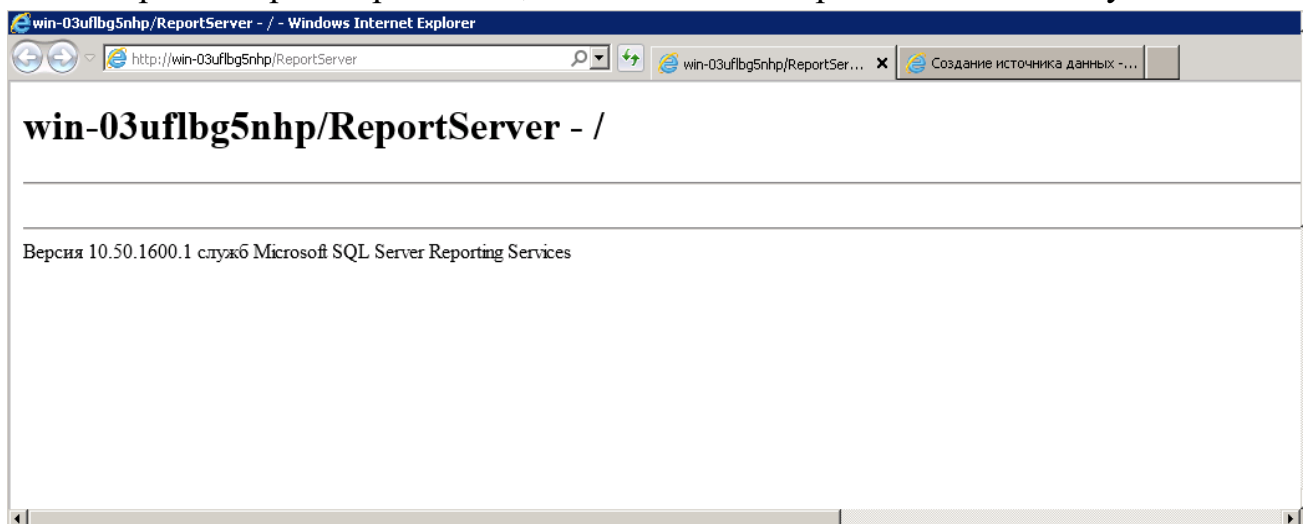 win-03uflbg5nhp/ReportServer - / - Windows Internet Explorer
http://win-03uflbg5nhp/ReportServer
win-03uflbg5nhp/ReportSer...
Создание источника данных -...
win-03uflbg5nhp/ReportServer - /
Версия 10.50.1600.1 служб Microsoft SQL Server Reporting Services